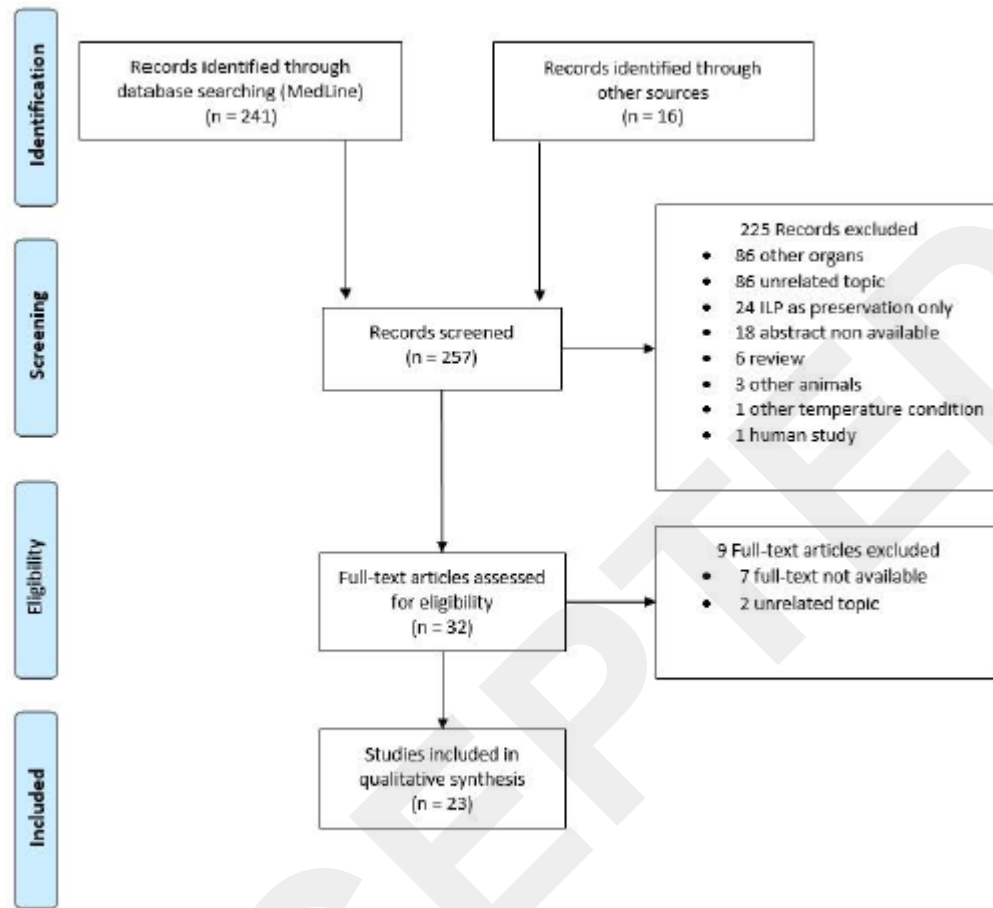 Identification
Records identified through
database searching (MedLine)
(n = 241)
Records identified through
other sources
(n = 16)
Screening
Records screened
(n = 257)
225 Records excluded
• 86 other organs
• 86 unrelated topic
• 24 ILP as preservation only
• 18 abstract non available
• 6 review
• 3 other animals
• 1 other temperature condition
• 1 human study
Eligibility
Full-text articles assessed
for eligibility
(n = 32)
9 Full-text articles excluded
• 7 full-text not available
• 2 unrelated topic
Included
Studies included in
qualitative synthesis
(n = 23)
CEPTED